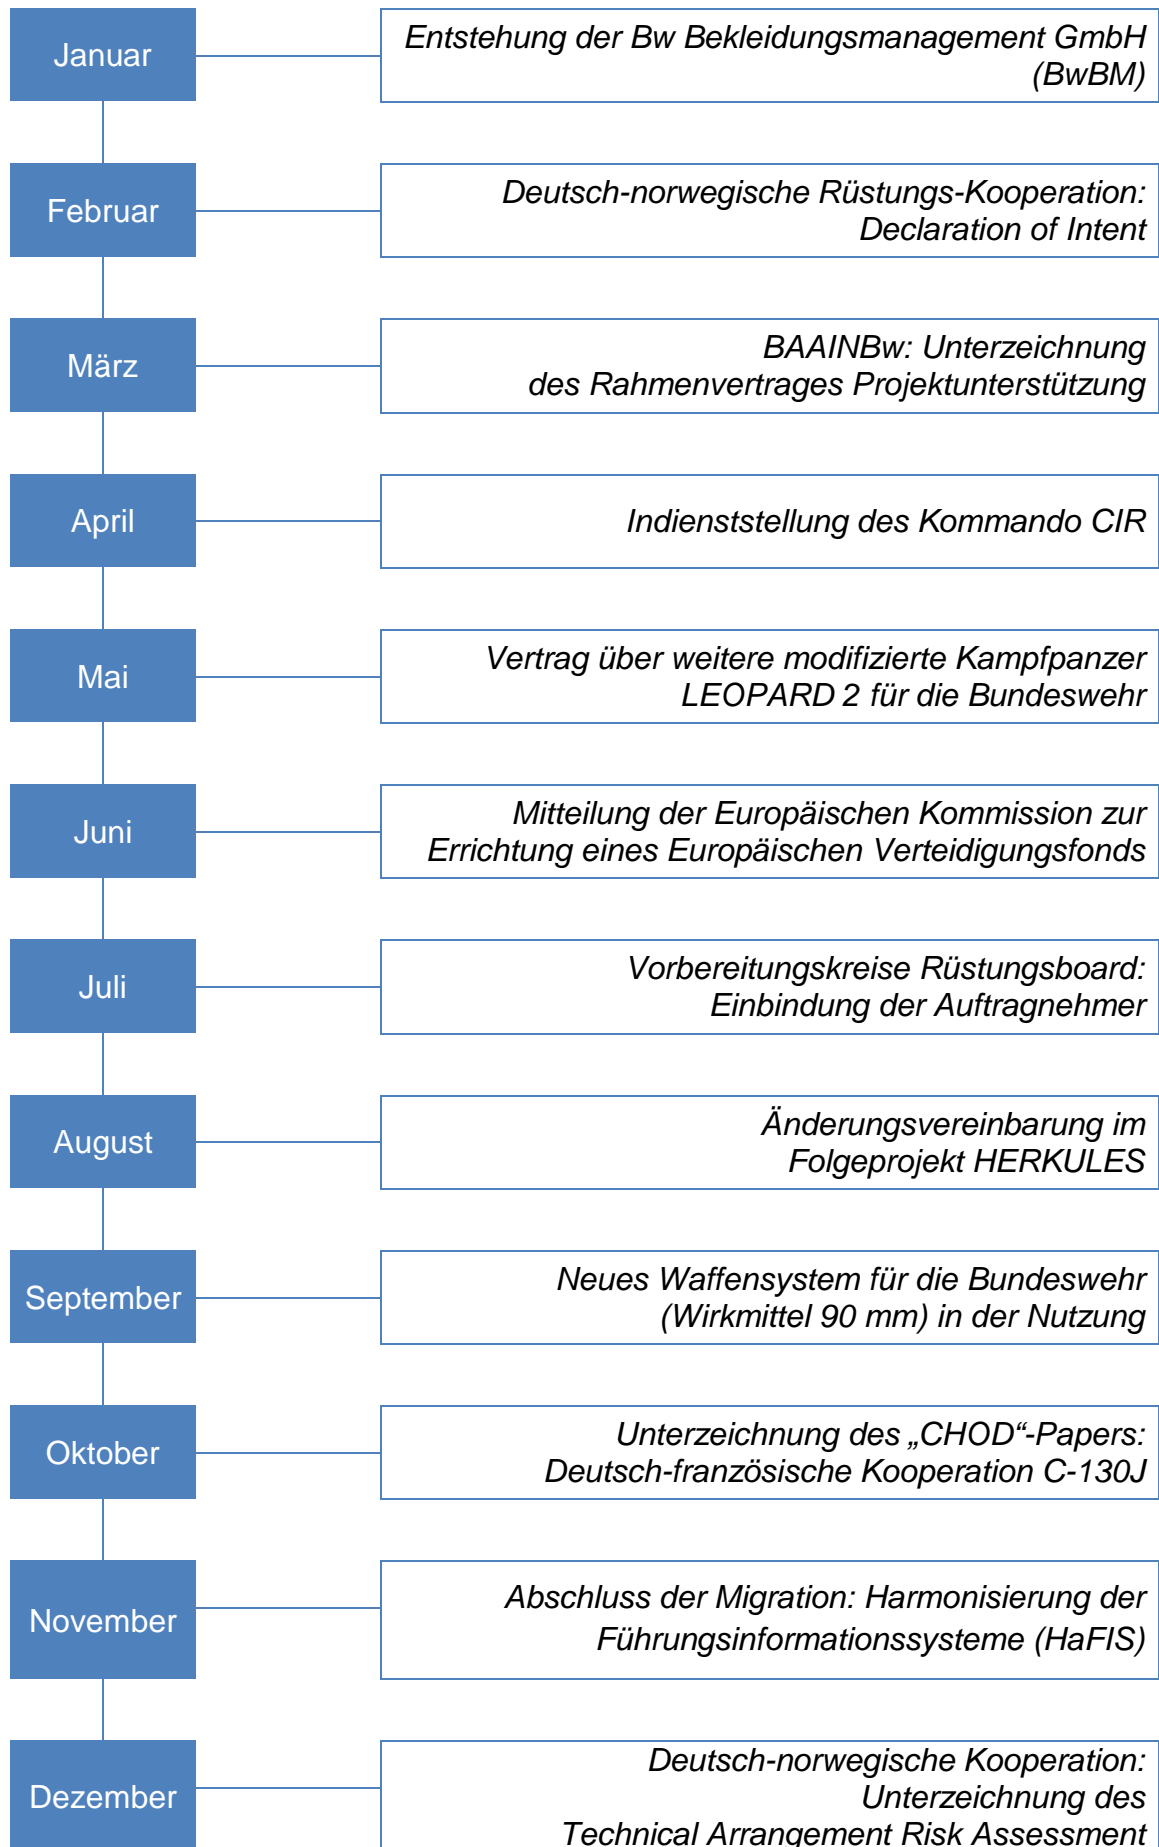 Januar
Entstehung der Bw Bekleidungsmanagement GmbH
(BwBM)
Februar
Deutsch-norwegische Rüstungs-Kooperation:
Declaration of Intent
März
BAAINBw: Unterzeichnung
des Rahmenvertrages Projektunterstützung
April
Indienststellung des Kommando CIR
Mai
Vertrag über weitere modifizierte Kampfpanzer
LEOPARD 2 für die Bundeswehr
Juni
Mitteilung der Europäischen Kommission zur
Errichtung eines Europäischen Verteidigungsfonds
Juli
Vorbereitungskreise Rüstungsboard:
Einbindung der Auftragnehmer
August
Änderungsvereinbarung im
Folgeprojekt HERKULES
September
Neues Waffensystem für die Bundeswehr
(Wirkmittel 90 mm) in der Nutzung
Oktober
Unterzeichnung des „CHOD“-Papers:
Deutsch-französische Kooperation C-130J
November
Abschluss der Migration: Harmonisierung der
Führungsinformationssysteme (HaFIS)
Dezember
Deutsch-norwegische Kooperation:
Unterzeichnung des
Technical Arrangement Risk Assessment